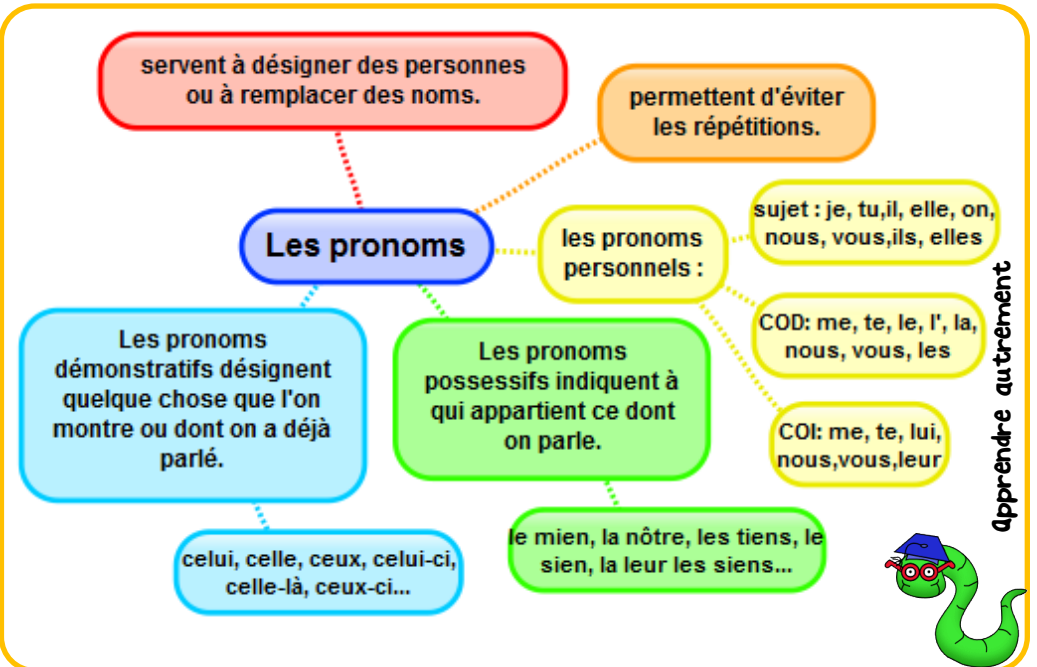 servent à désigner des personnes
ou à remplacer des noms.
permettent d'éviter
les répétitions.
Les pronoms
les pronoms
personnels :
sujet : je, tu,il, elle, on,
nous, vous,ils, elles
COD: me, te, le, l', la,
nous, vous, les
COI: me, te, lui,
nous,vous,leur
Les pronoms
démonstratifs désignent
quelque chose que l'on
montre ou dont on a déjà
parlé.
celui, celle, ceux, celui-ci,
celle-là, ceux-ci...
Les pronoms
possessifs indiquent à
qui appartient ce dont
on parle.
le mien, la nôtre, les tiens, le
sien, la leur les siens...
apprendre autrement